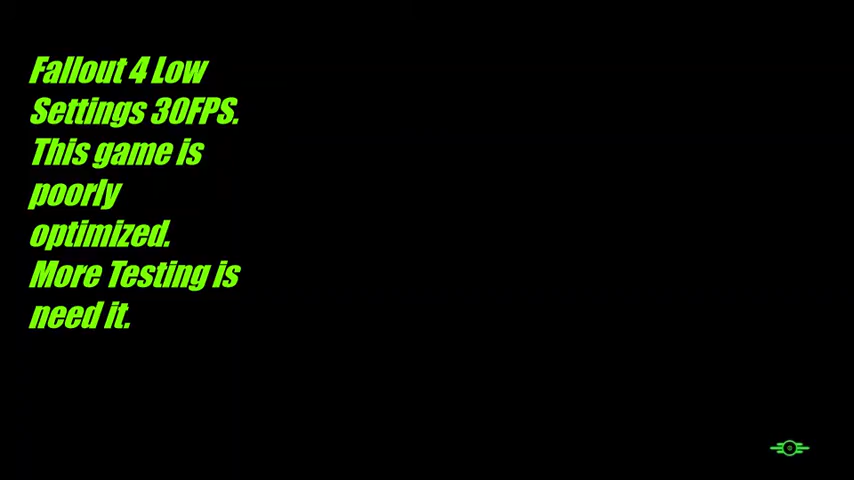 Fallout 4 Low
Settings 30FPS.
This game is
poorly
optimized.
More Testing is
need it.